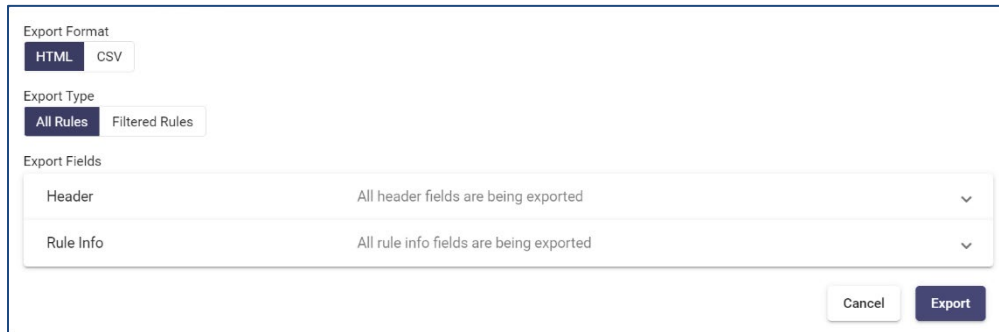 Export Format
HTML CSV
Export Type
All Rules Filtered Rules
Export Fields
Header All header fields are being exported
Rule Info All rule info fields are being exported
Cancel Export